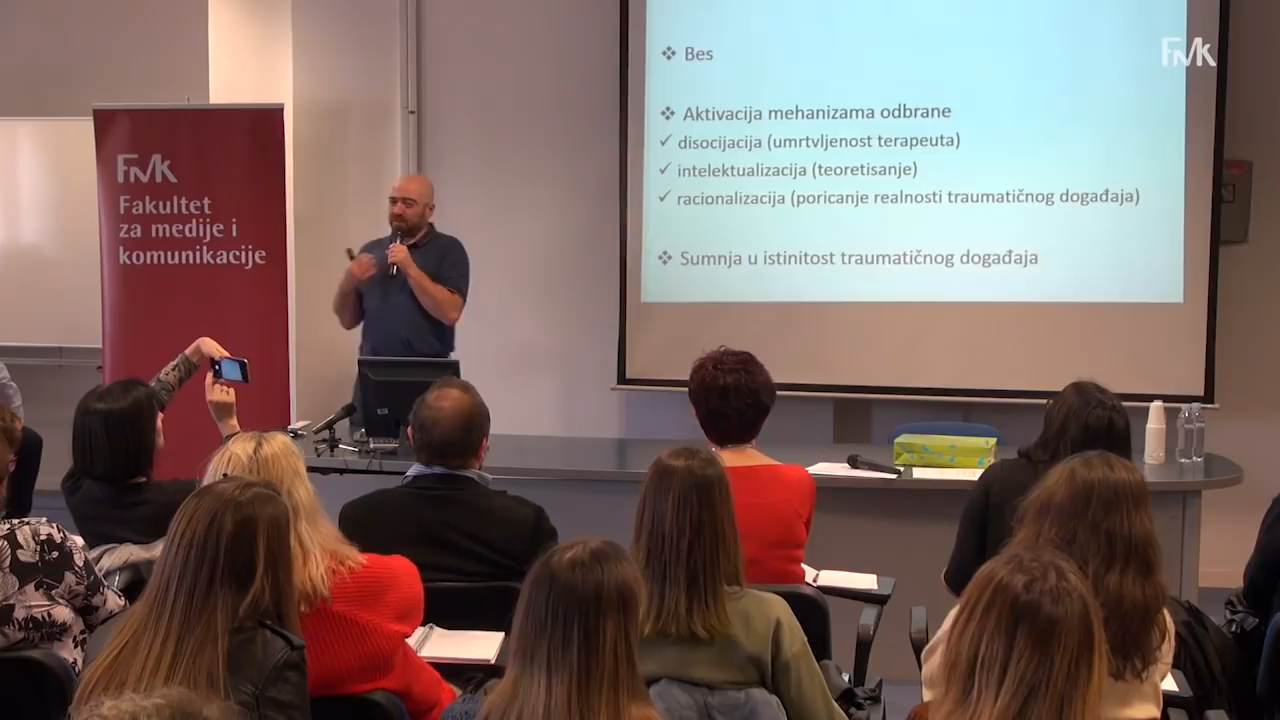 FMK
Fakultet
za medije i
komunikacije
Bes
Aktivacija mehanizama odbrane
disocijacija (umrtvljenost terapeuta)
intelektualizacija (teoretisanje)
racionalizacija (poricanje realnosti traumatičnog događaja)
Sumnja u istinitost traumatičnog događaja
FMK